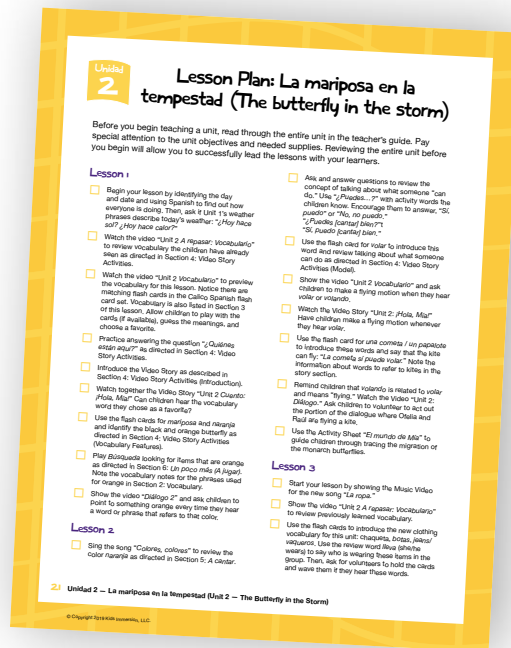 Unidad
2
Lesson Plan: La mariposa en la
tempestad (The butterfly in the storm)
Before you begin teaching a unit, read through the entire unit in the teacher's guide. Pay
special attention to the unit objectives and needed supplies. Reviewing the entire unit before
you begin will allow you to successfully lead the lessons with your learners.
Lesson 1
Begin your lesson by identifying the day
and date and using Spanish to find out how
everyone is doing. Then, ask if Unit 1's weather
phrases describe today's weather: "¿Hoy hace
sol? ¿Hoy hace calor?"
Watch the video "Unit 2 A repasar: Vocabulario"
to review vocabulary the children have already
seen as directed in Section 4: Video Story
Activities.
Watch the video "Unit 2 Vocabulario" to preview
the vocabulary for this lesson. Notice there are
matching flash cards in the Calico Spanish flash
card set. Vocabulary is also listed in Section 3
of this lesson. Allow children to play with the
cards (if available), guess the meanings, and
choose a favorite.
Practice answering the question "¿Quiénes
están aquí?" as directed in Section 4: Video
Story Activities.
Introduce the Video Story as described in
Section 4: Video Story Activities (Introduction).
Watch together the Video Story "Unit 2 Cuento:
¡Hola, Mia!" Can children hear the vocabulary
word they chose as a favorite?
Use the flash cards for mariposa and naranja
and identify the black and orange butterfly as
directed in Section 4: Video Story Activities
(Vocabulary Features).
Play Búsqueda looking for items that are orange
as directed in Section 6: Un poco más (A jugar).
Note the vocabulary notes for the phrases used
for orange in Section 2: Vocabulary.
Show the video "Diálogo 2" and ask children to
point to something orange every time they hear
a word or phrase that refers to that color.
Lesson 2
Sing the song "Colores, colores" to review the
color naranja as directed in Section 5: A cantar.
Ask and answer questions to review the
concept of talking about what someone "can
do." Use "¿Puedes...?" with activity words the
children know. Encourage them to answer, "Sí,
puedo" or "No, no puedo."
"¿Puedes [cantar] bien?"t
"Sí, puedo [cantar] bien."
Use the flash card for volar to introduce this
word and review talking about what someone
can do as directed in Section 4: Video Story
Activities (Model).
Show the video "Unit 2 Vocabulario" and ask
children to make a flying motion when they hear
volar or volando.
Watch the Video Story "Unit 2: ¡Hola, Mia!"
Have children make a flying motion whenever
they hear volar.
Use the flash card for una cometa / un papalote
to introduce these words and say that the kite
can fly: "La cometa sí puede volar." Note the
information about words to refer to kites in the
story section.
Remind children that volando is related to volar
and means "flying." Watch the Video "Unit 2:
Diálogo." Ask children to volunteer to act out
the portion of the dialogue where Otelia and
Raúl are flying a kite.
Use the Activity Sheet "El mundo de Mia" to
guide children through tracing the migration of
the monarch butterflies.
Lesson 3
Start your lesson by showing the Music Video
for the new song "La ropa."
Show the video "Unit 2 A repasar: Vocabulario"
to review previously learned vocabulary.
Use the flash cards to introduce the new clothing
vocabulary for this unit: chaqueta, botas, jeans/
vaqueros. Use the review word lleva (she/he
wears) to say who is wearing these items in the
group. Then, ask for volunteers to hold the cards
and wave them if they hear these words.
Unidad 2 — La mariposa en la tempestad (Unit 2 — The Butterfly in the Storm)
© Copyright 2018 Kids Immersion, LLC.